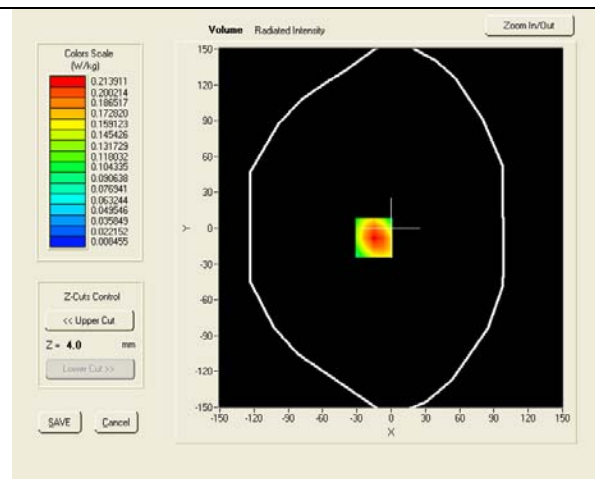 Volume Radiated Intensity
Zoom In/Out
Colors Scale
(W/kg)
0.213911
0.200214
0.186517
0.172820
0.159123
0.145426
0.131729
0.118032
0.104335
0.090638
0.076941
0.063244
0.049546
0.035849
0.022152
0.008455
Z-Cuts Control
<< Upper Cut
Z = 4.0 mm
Lower Cut >>
SAVE
Cancel
150
120
90
60
30
0
-30
-60
-90
-120
-150
Y
-150 -120 -90 -60 -30 0 30 60 90 120 150
X